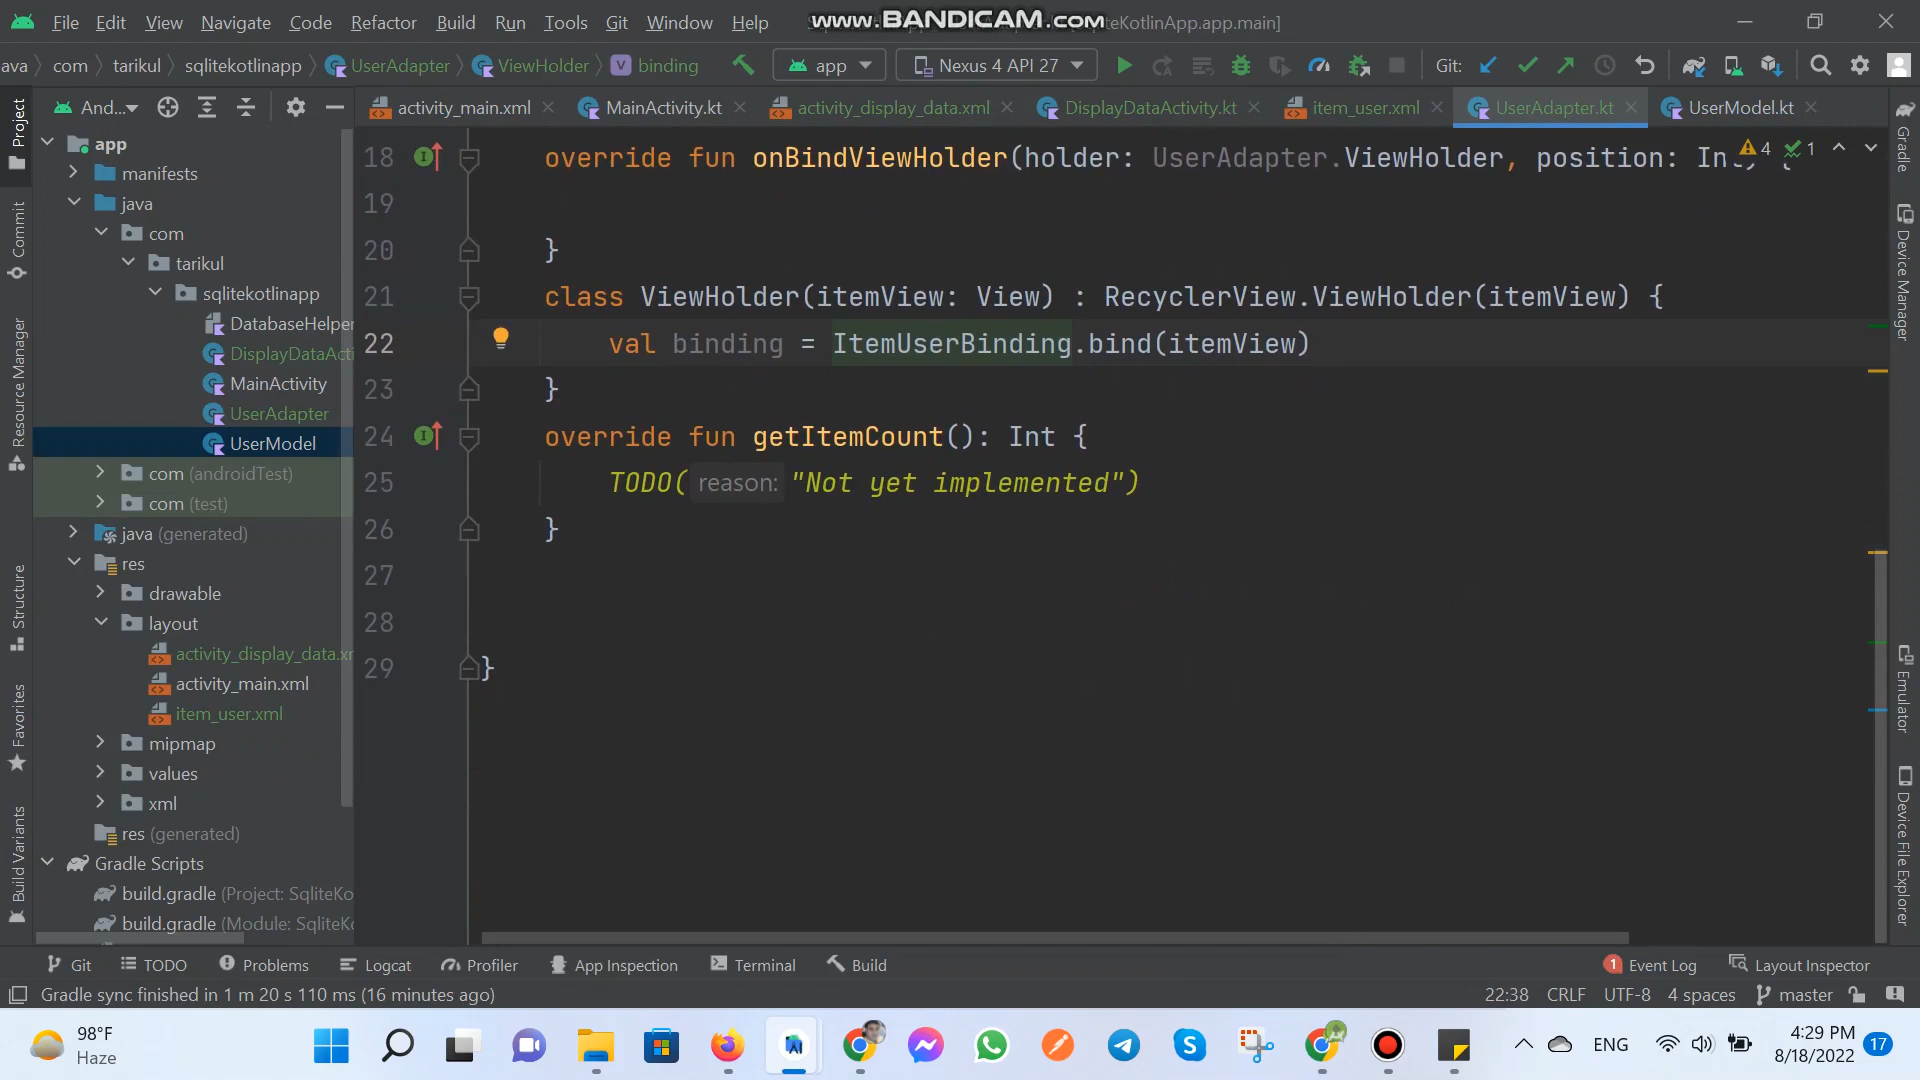 File Edit View Navigate Code Refactor Build Run Tools Git Window Help www.BANDICAM.com teKotlinApp.app.main]
ava com tarikul sqlitekotlinapp UserAdapter ViewHolder binding app Nexus 4 API 27 Git:
And... activity_main.xml MainActivity.kt activity_display_data.xml DisplayDataActivity.kt item_user.xml UserAdapter.kt UserModel.kt
Project
Commit
Resource Manager
Structure
Favorites
Build Variants
app
manifests
java
com
tarikul
sqlitekotlinapp
DatabaseHelper
DisplayDataActi
MainActivity
UserAdapter
UserModel
com (androidTest)
com (test)
java (generated)
res
drawable
layout
activity_display_data.xr
activity_main.xml
item_user.xml
mipmap
values
xml
res (generated)
Gradle Scripts
build.gradle (Project: SqliteKo
build.gradle (Module: SqliteKo
18 override fun onBindViewHolder(holder: UserAdapter.ViewHolder, position: Int) { 4 1
19
20 }
21 class ViewHolder(itemView: View) : RecyclerView.ViewHolder(itemView) {
22 val binding = ItemUserBinding.bind(itemView)
23 }
24 override fun getItemCount(): Int {
25 TODO( reason: "Not yet implemented")
26 }
27
28
29 }
Gradle
Device Manager
Emulator
Device File Explorer
Git TODO Problems Logcat Profiler App Inspection Terminal Build 1 Event Log Layout Inspector
Gradle sync finished in 1 m 20 s 110 ms (16 minutes ago) 22:38 CRLF UTF-8 4 spaces master
98°F
Haze
ENG
4:29 PM
8/18/2022
17